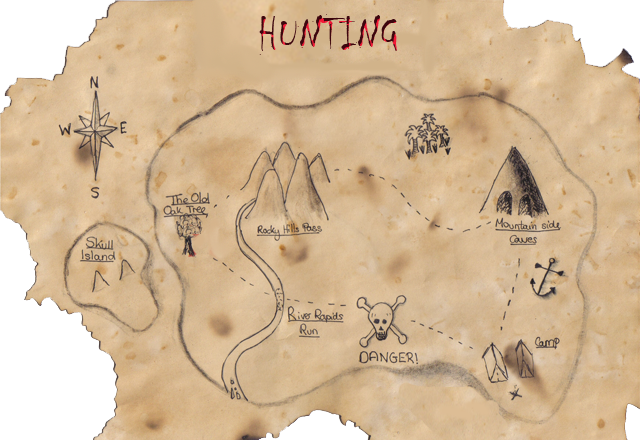 HUNTING
N
W E
S
The Old
Oak Tree
Rocky Hills Pass
Mountain side
Caves
Skull
Island
River Rapids
Run
DANGER!
Camp
x